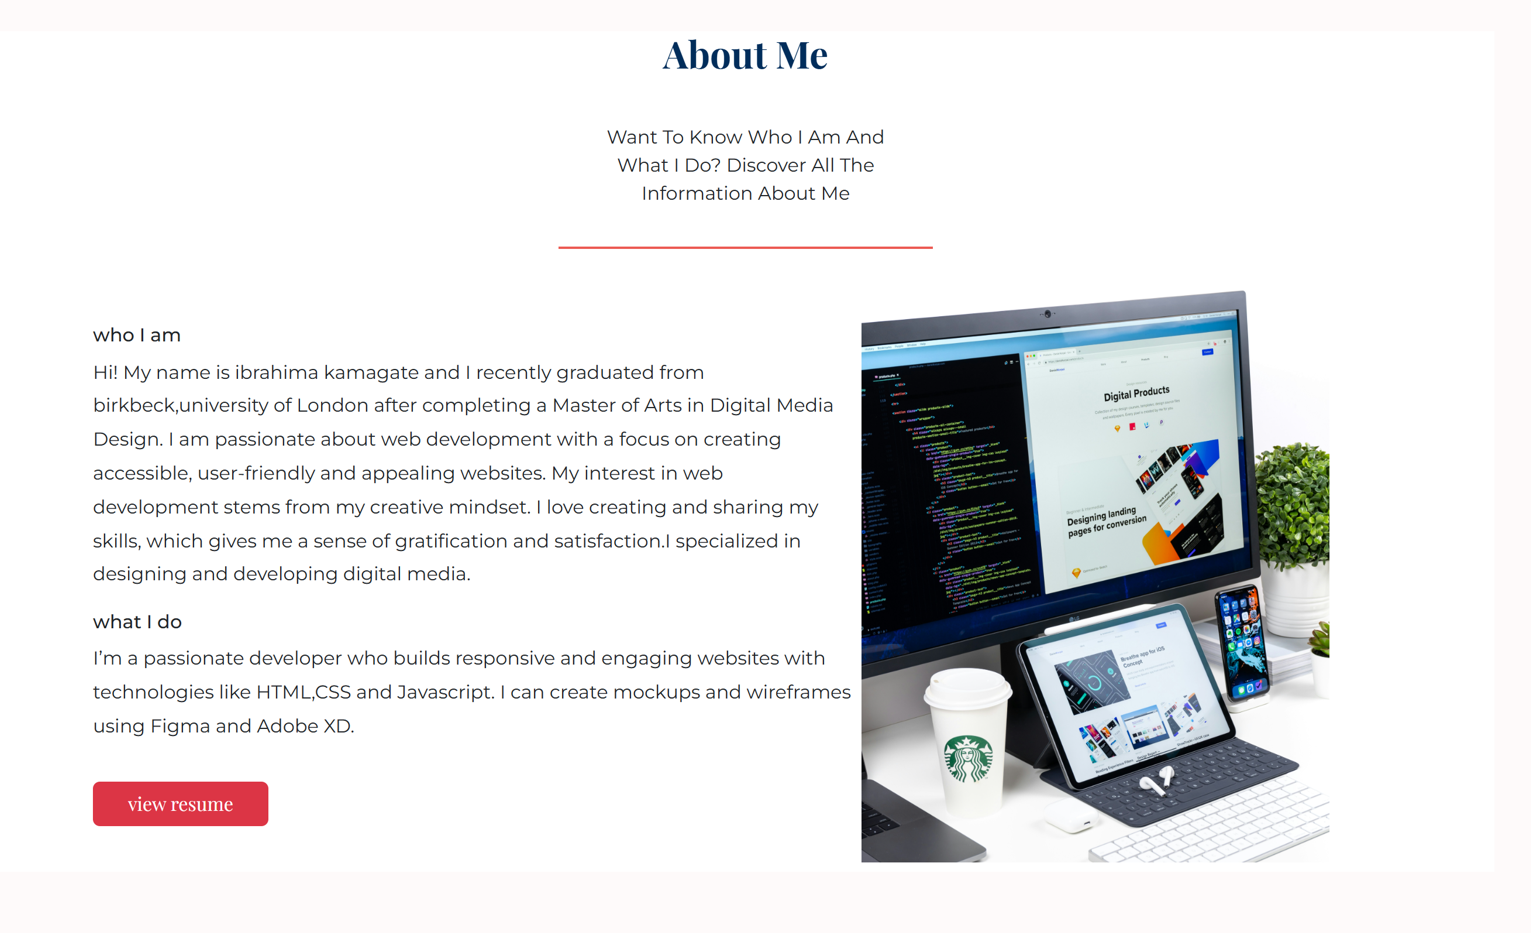 About Me
Want To Know Who I Am And
What I Do? Discover All The
Information About Me
who I am
Hi! My name is ibrahima kamagate and I recently graduated from
birkbeck,university of London after completing a Master of Arts in Digital Media
Design. I am passionate about web development with a focus on creating
accessible, user-friendly and appealing websites. My interest in web
development stems from my creative mindset. I love creating and sharing my
skills, which gives me a sense of gratification and satisfaction.I specialized in
designing and developing digital media.
what I do
I’m a passionate developer who builds responsive and engaging websites with
technologies like HTML,CSS and Javascript. I can create mockups and wireframes
using Figma and Adobe XD.
view resume
Digital Products
Designing landing
pages for conversion
Breathe app for iOS
Concept